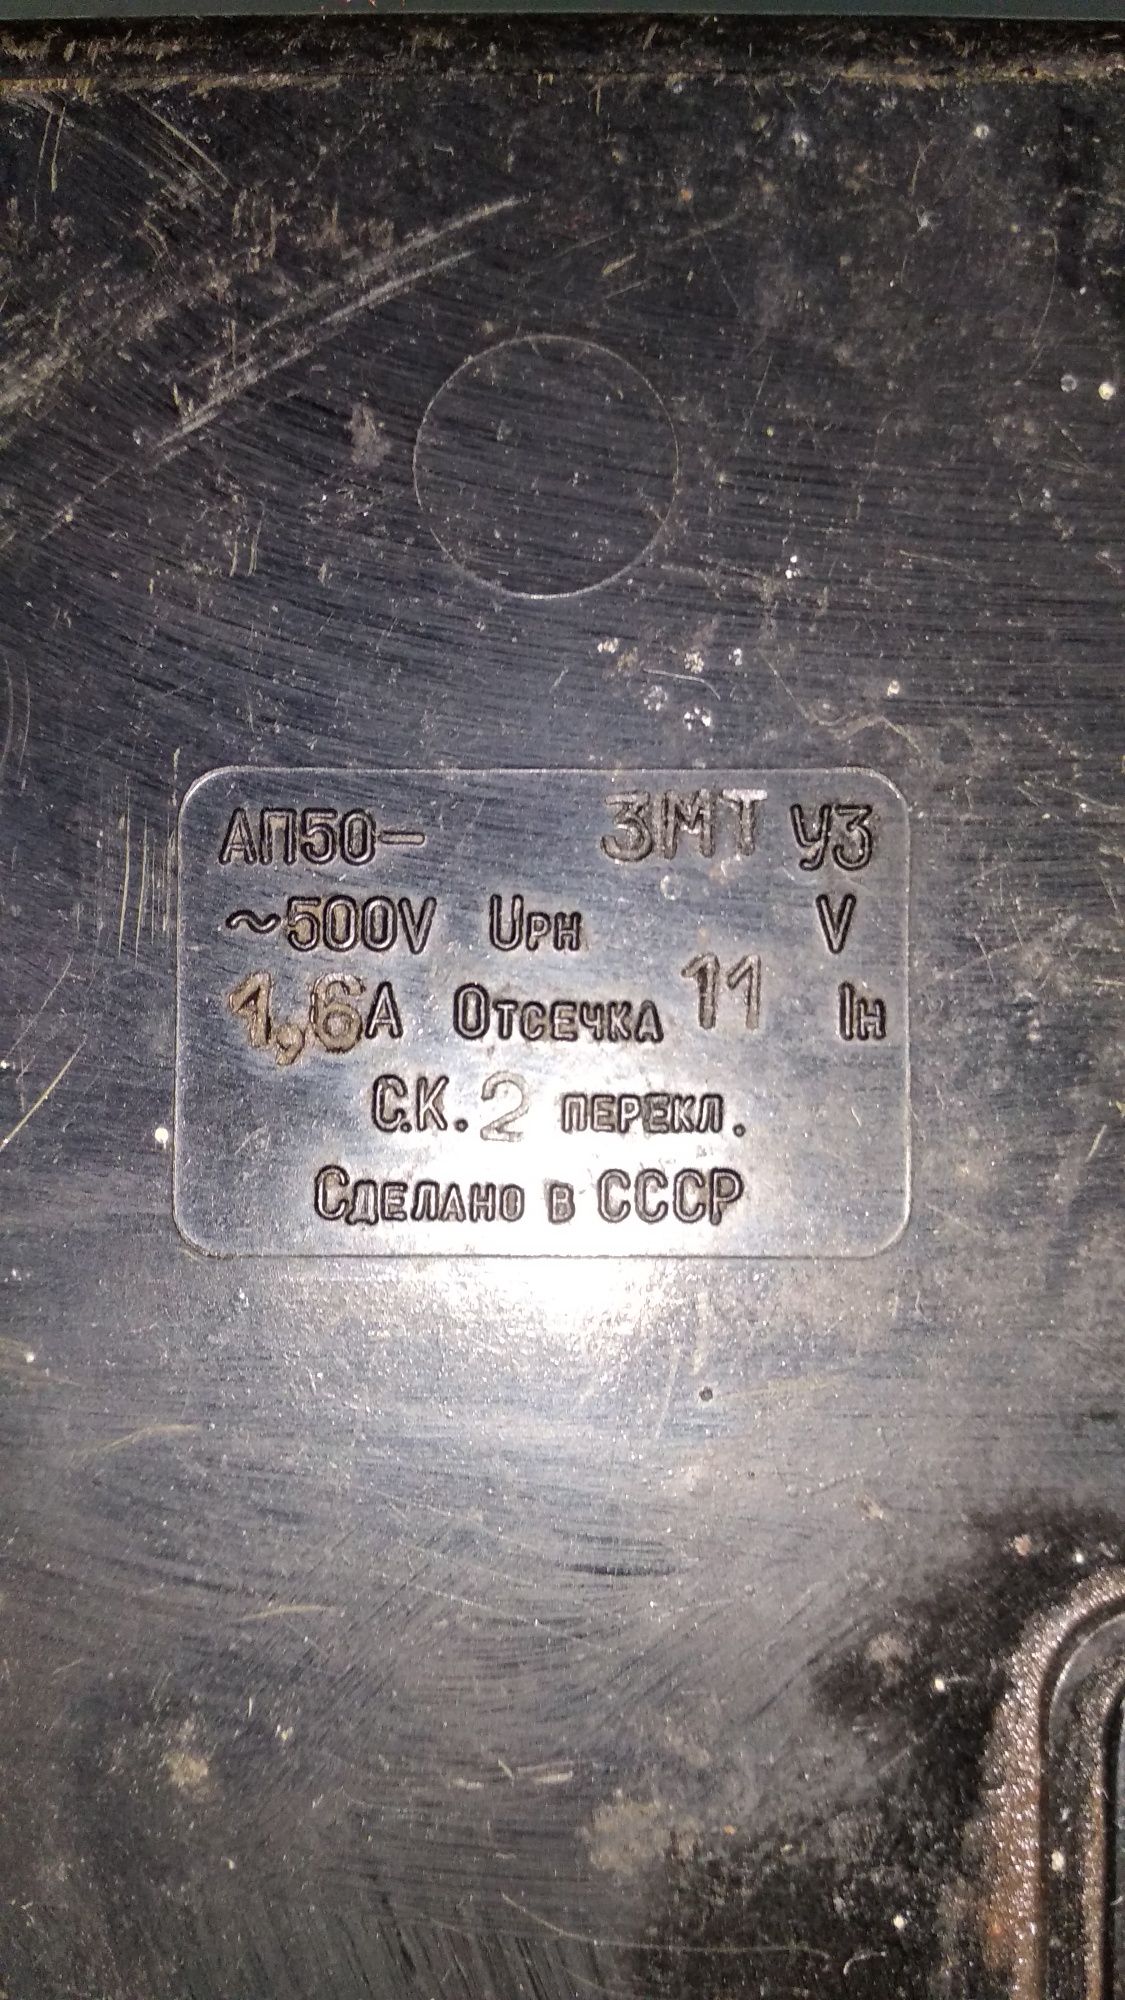 АП50- 3МТ У3
~500V Uрн V
1,6А Отсечка 11 Iн
С.К. 2 перекл.
Сделано в СССР